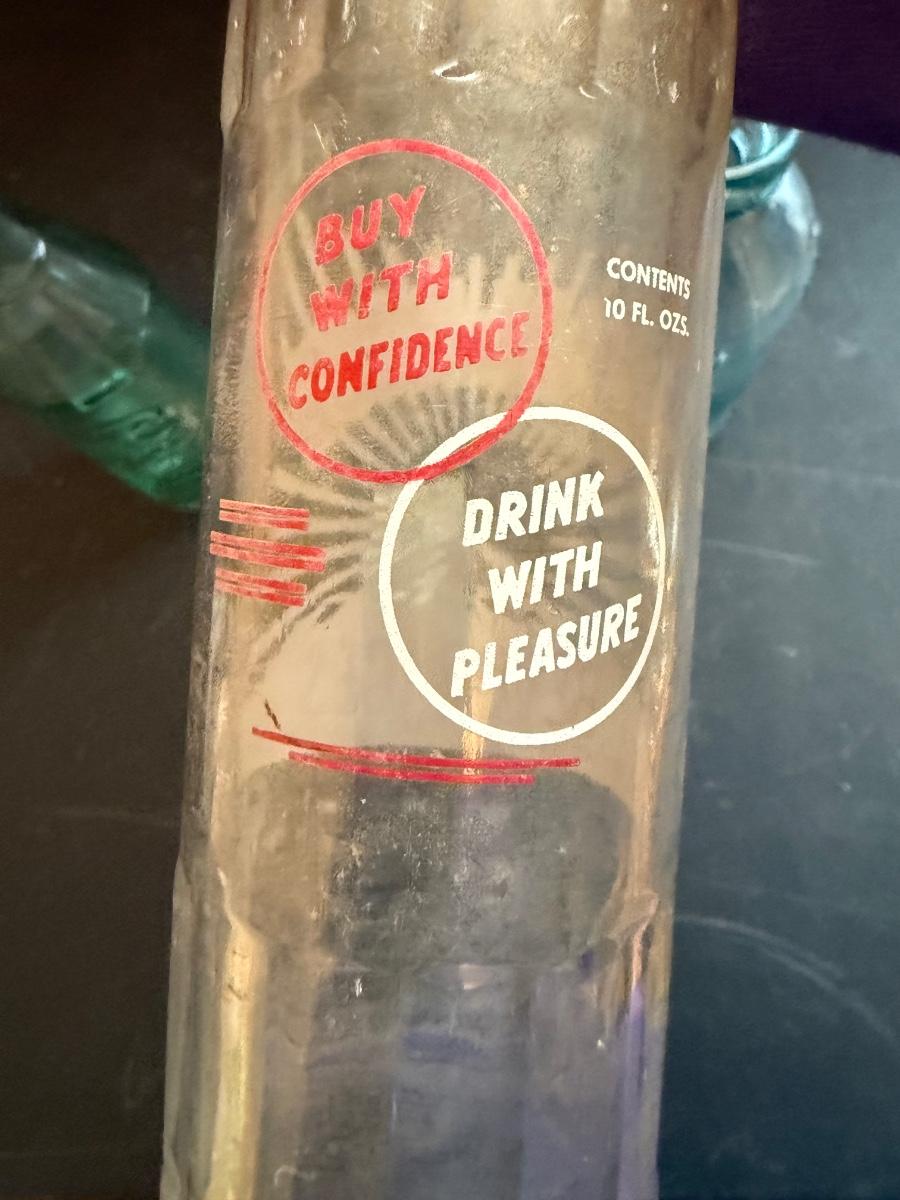 BUY
WITH
CONFIDENCE
CONTENTS
10 FL. OZS.
DRINK
WITH
PLEASURE